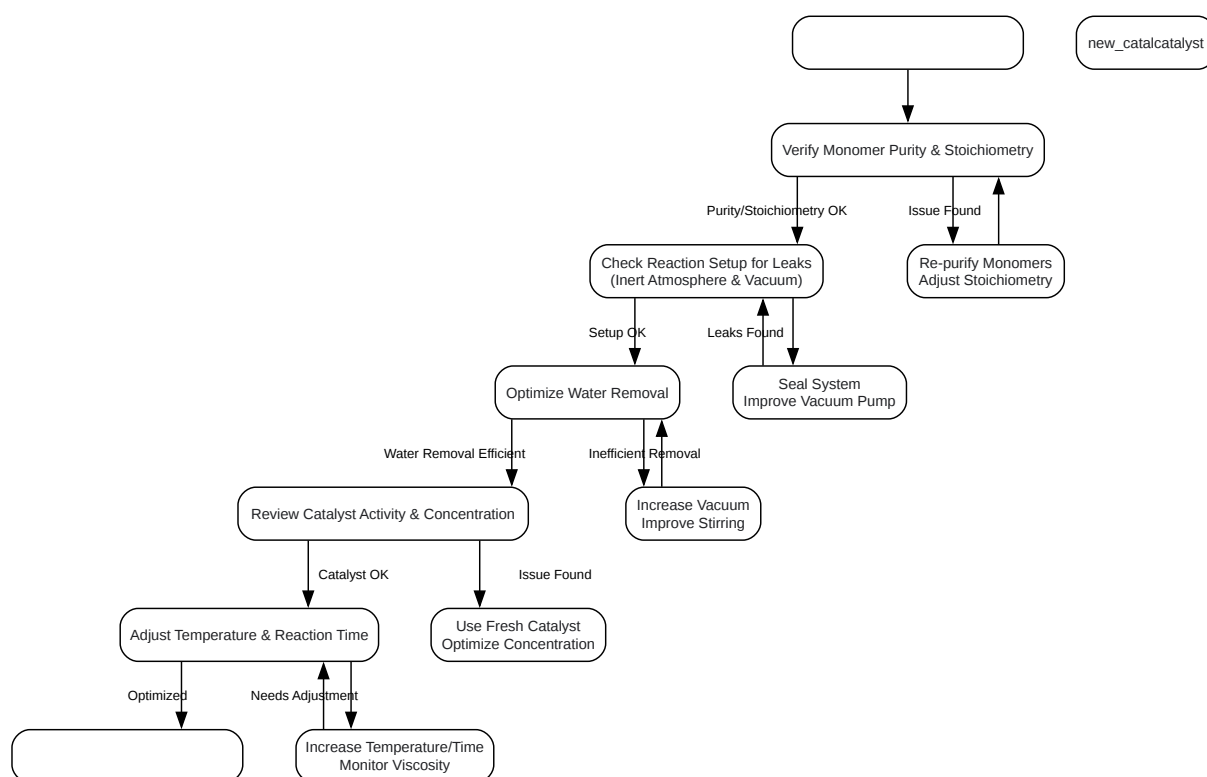 new_catalcatalyst
Verify Monomer Purity & Stoichiometry
Purity/Stoichiometry OK
Issue Found
Check Reaction Setup for Leaks
(Inert Atmosphere & Vacuum)
Re-purify Monomers
Adjust Stoichiometry
Setup OK
Leaks Found
Optimize Water Removal
Seal System
Improve Vacuum Pump
Water Removal Efficient
Inefficient Removal
Review Catalyst Activity & Concentration
Increase Vacuum
Improve Stirring
Catalyst OK
Issue Found
Adjust Temperature & Reaction Time
Use Fresh Catalyst
Optimize Concentration
Optimized
Needs Adjustment
Increase Temperature/Time
Monitor Viscosity